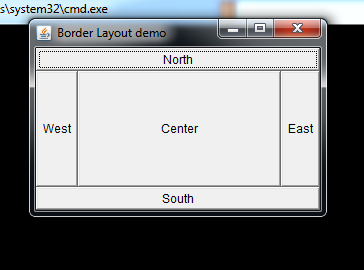 s\system32\cmd.exe
Border Layout demo
North
West Center East
South